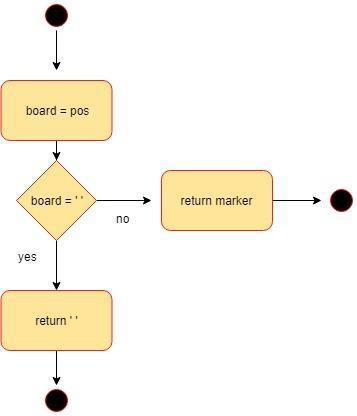 board = pos
board = ' '
return marker
no
yes
return ' '